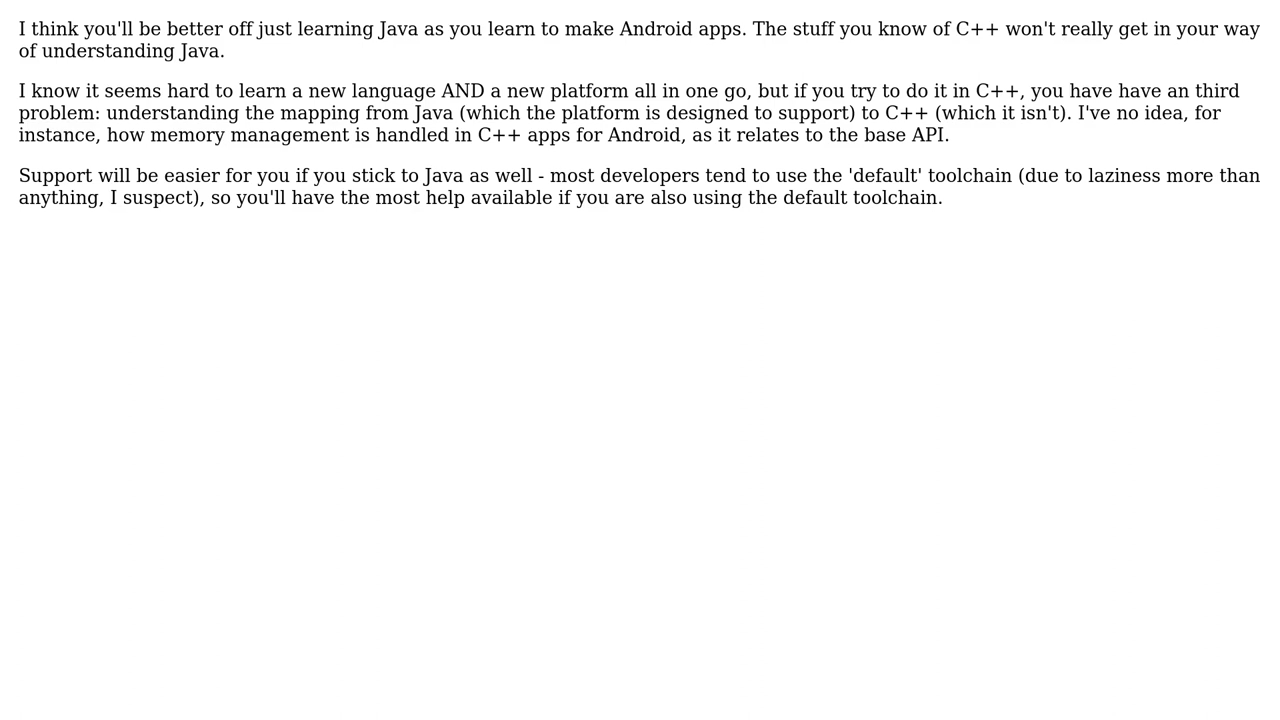 I think you'll be better off just learning Java as you learn to make Android apps. The stuff you know of C++ won't really get in your way
of understanding Java.
I know it seems hard to learn a new language AND a new platform all in one go, but if you try to do it in C++, you have have an third
problem: understanding the mapping from Java (which the platform is designed to support) to C++ (which it isn't). I've no idea, for
instance, how memory management is handled in C++ apps for Android, as it relates to the base API.
Support will be easier for you if you stick to Java as well - most developers tend to use the 'default' toolchain (due to laziness more than
anything, I suspect), so you'll have the most help available if you are also using the default toolchain.